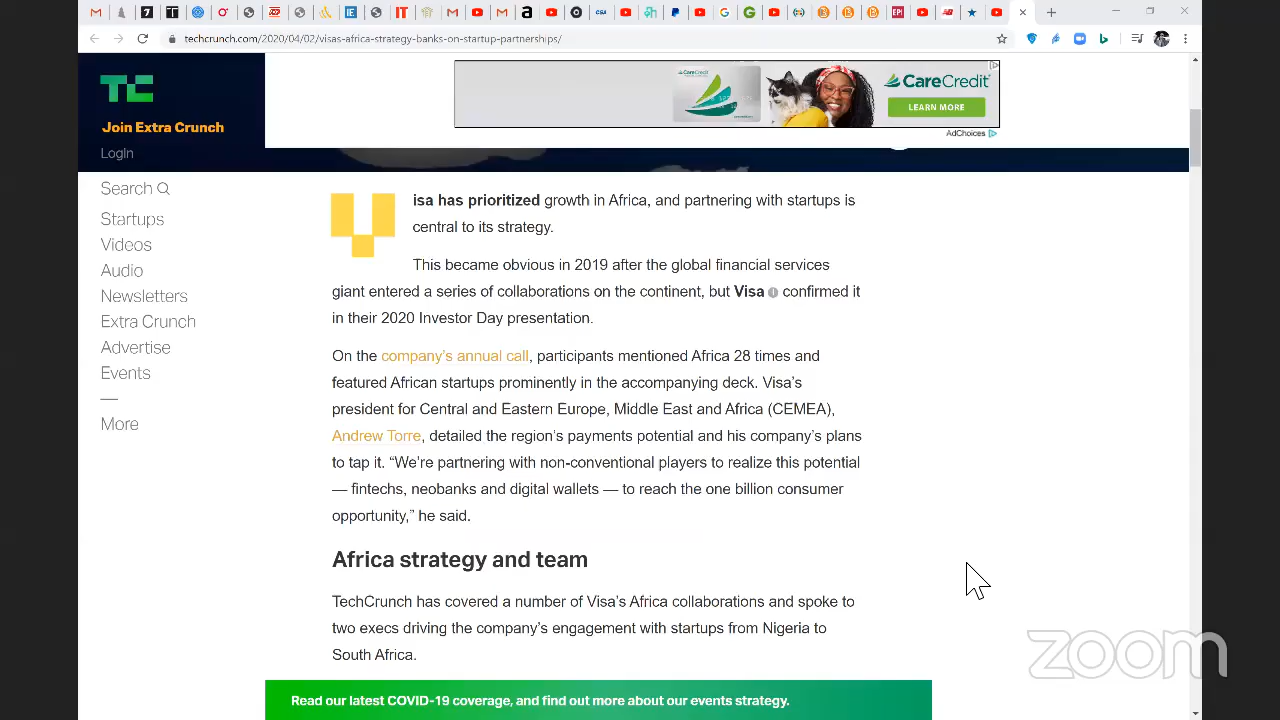 techcrunch.com/2020/04/02/visas-africa-strategy-banks-on-startup-partnerships/
TC
Join Extra Crunch
Login
Search
Startups
Videos
Audio
Newsletters
Extra Crunch
Advertise
Events
—
More
CareCredit
CareCredit
LEARN MORE
AdChoices
Visa has prioritized growth in Africa, and partnering with startups is
central to its strategy.
This became obvious in 2019 after the global financial services
giant entered a series of collaborations on the continent, but Visa confirmed it
in their 2020 Investor Day presentation.
On the company's annual call, participants mentioned Africa 28 times and
featured African startups prominently in the accompanying deck. Visa's
president for Central and Eastern Europe, Middle East and Africa (CEMEA),
Andrew Torre, detailed the region's payments potential and his company's plans
to tap it. “We're partnering with non-conventional players to realize this potential
— fintechs, neobanks and digital wallets — to reach the one billion consumer
opportunity,” he said.
Africa strategy and team
TechCrunch has covered a number of Visa's Africa collaborations and spoke to
two execs driving the company's engagement with startups from Nigeria to
South Africa.
Read our latest COVID-19 coverage, and find out more about our events strategy.
zoom